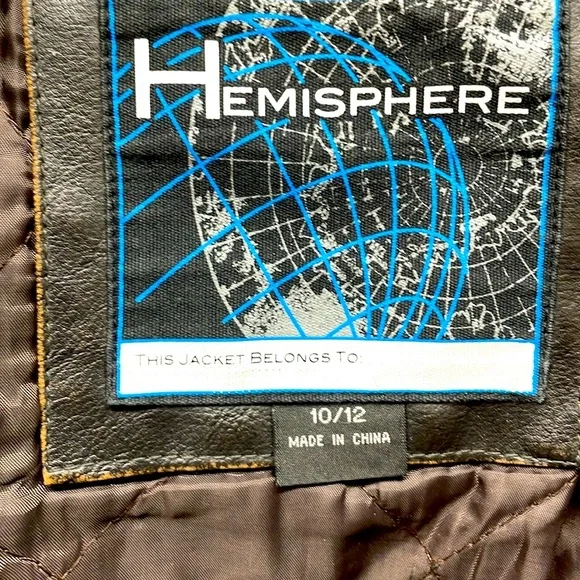 HEMISPHERE
THIS JACKET BELONGS TO:
10/12
MADE IN CHINA